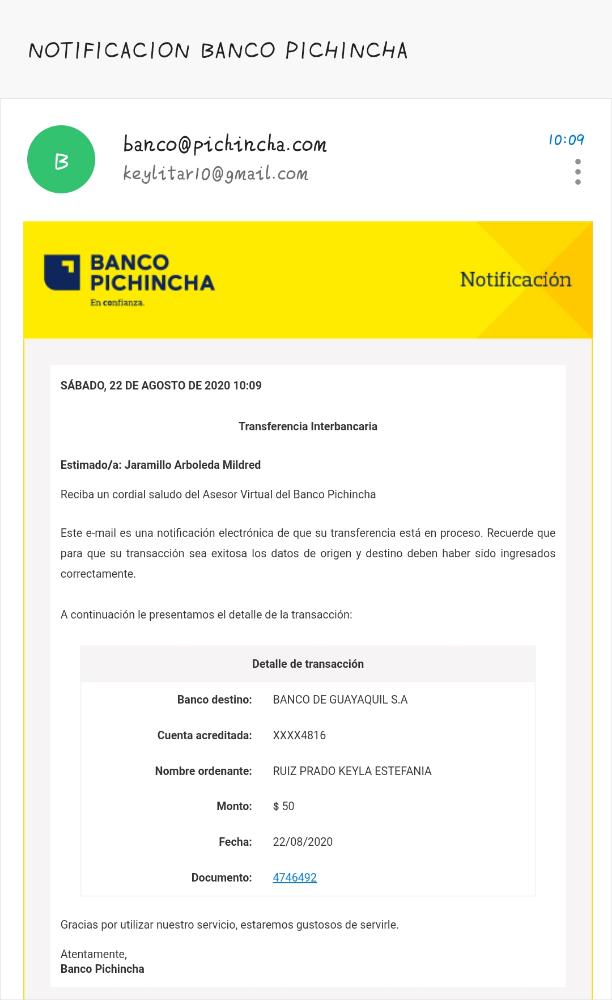 NOTIFICACION BANCO PICHINCHA
B
banco@pichincha.com
10:09
keylitar10@gmail.com
BANCO
PICHINCHA
En confianza.
Notificación
SÁBADO, 22 DE AGOSTO DE 2020 10:09
Transferencia Interbancaria
Estimado/a: Jaramillo Arboleda Mildred
Reciba un cordial saludo del Asesor Virtual del Banco Pichincha
Este e-mail es una notificación electrónica de que su transferencia está en proceso. Recuerde que
para que su transacción sea exitosa los datos de origen y destino deben haber sido ingresados
correctamente.
A continuación le presentamos el detalle de la transacción:
Detalle de transacción
Banco destino: BANCO DE GUAYAQUIL S.A
Cuenta acreditada: XXXX4816
Nombre ordenante: RUIZ PRADO KEYLA ESTEFANIA
Monto: $ 50
Fecha: 22/08/2020
Documento: 4746492
Gracias por utilizar nuestro servicio, estaremos gustosos de servirle.
Atentamente,
Banco Pichincha